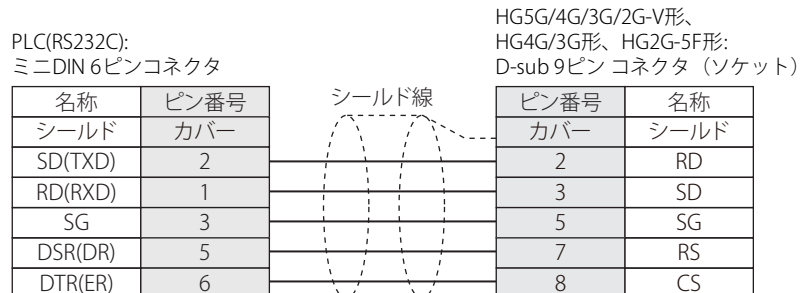 PLC(RS232C):
ミニDIN 6ピンコネクタ
HG5G/4G/3G/2G-V形、
HG4G/3G形、HG2G-5F形:
D-sub 9ピン コネクタ（ソケット）
名称 ピン番号 シールド線 ピン番号 名称
シールド カバー カバー シールド
SD(TXD) 2 2 RD
RD(RXD) 1 3 SD
SG 3 5 SG
DSR(DR) 5 7 RS
DTR(ER) 6 8 CS